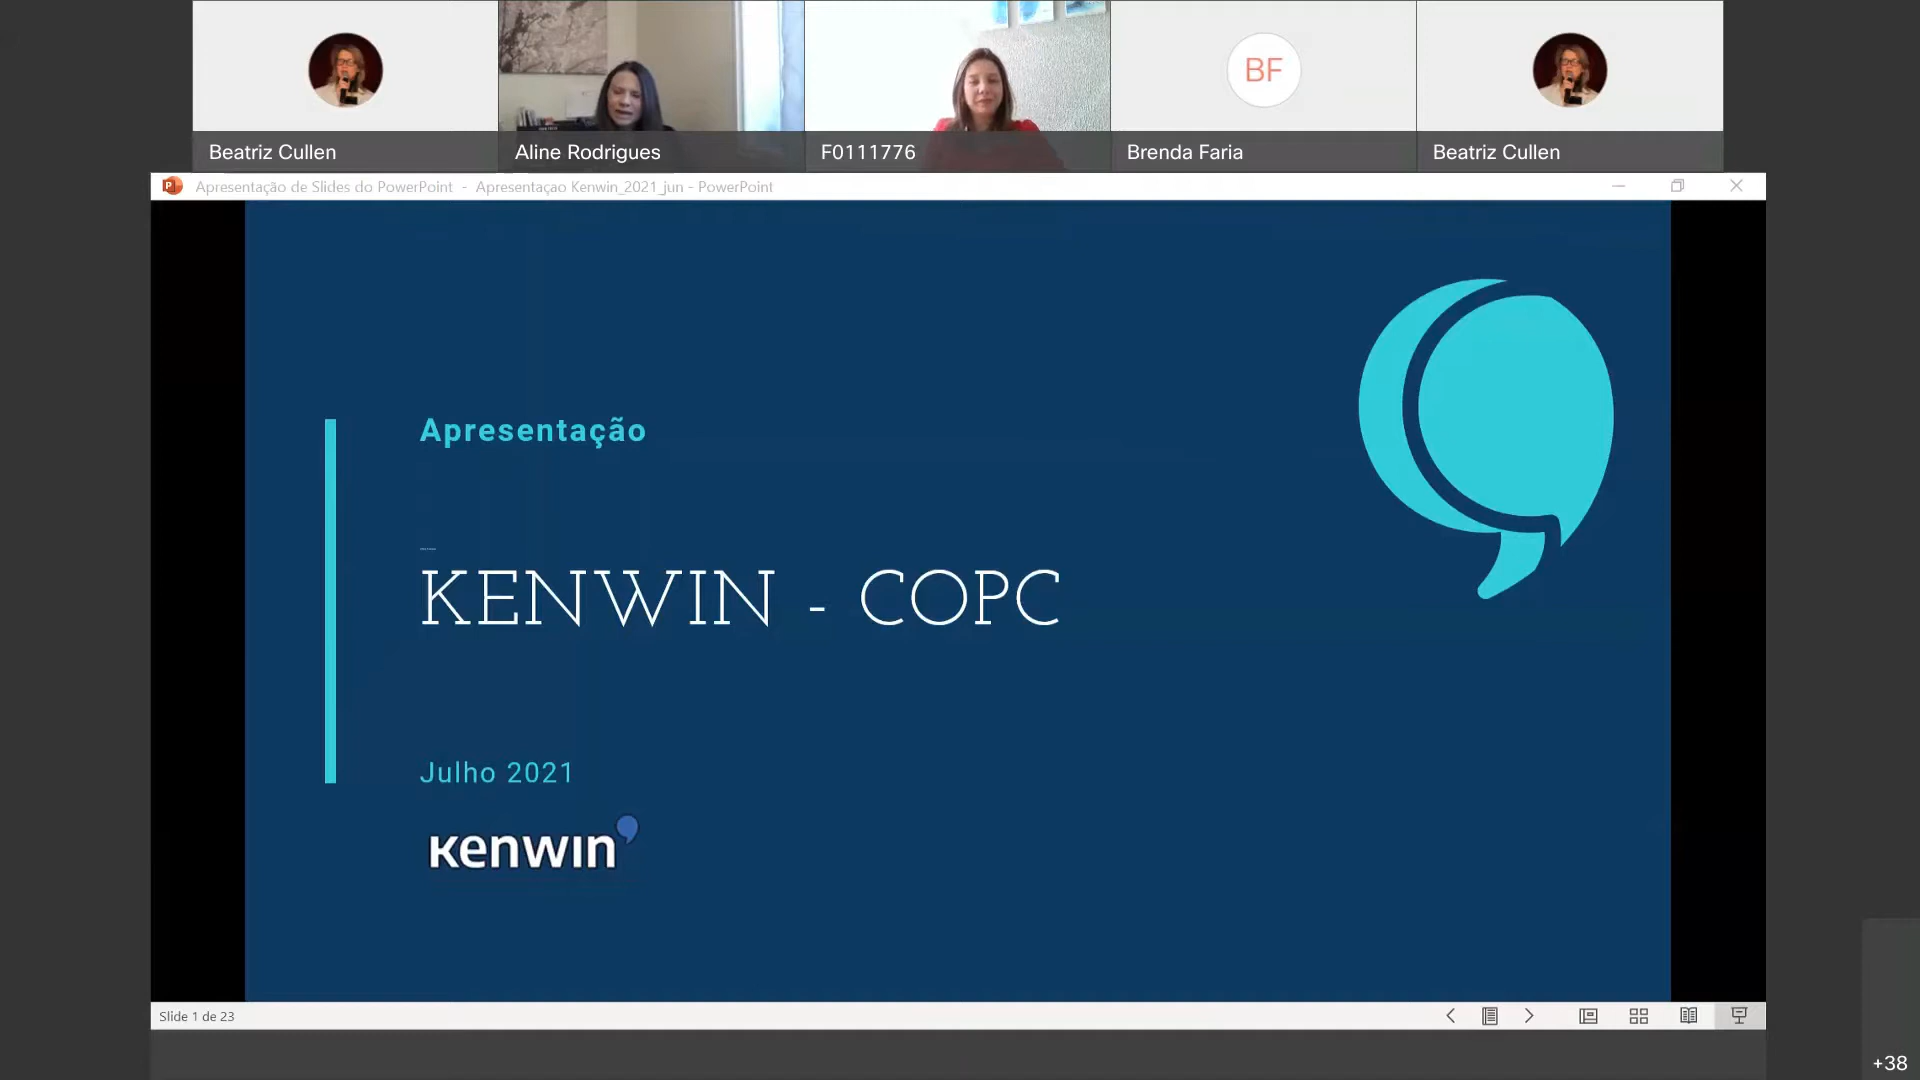 Beatriz Cullen
Aline Rodrigues
F0111776
BF
Brenda Faria
Beatriz Cullen
Apresentação de Slides do PowerPoint - Apresentaçao Kenwin_2021_jun - PowerPoint
Apresentação
KENWIN - COPC
Julho 2021
kenwin
Slide 1 de 23
+38